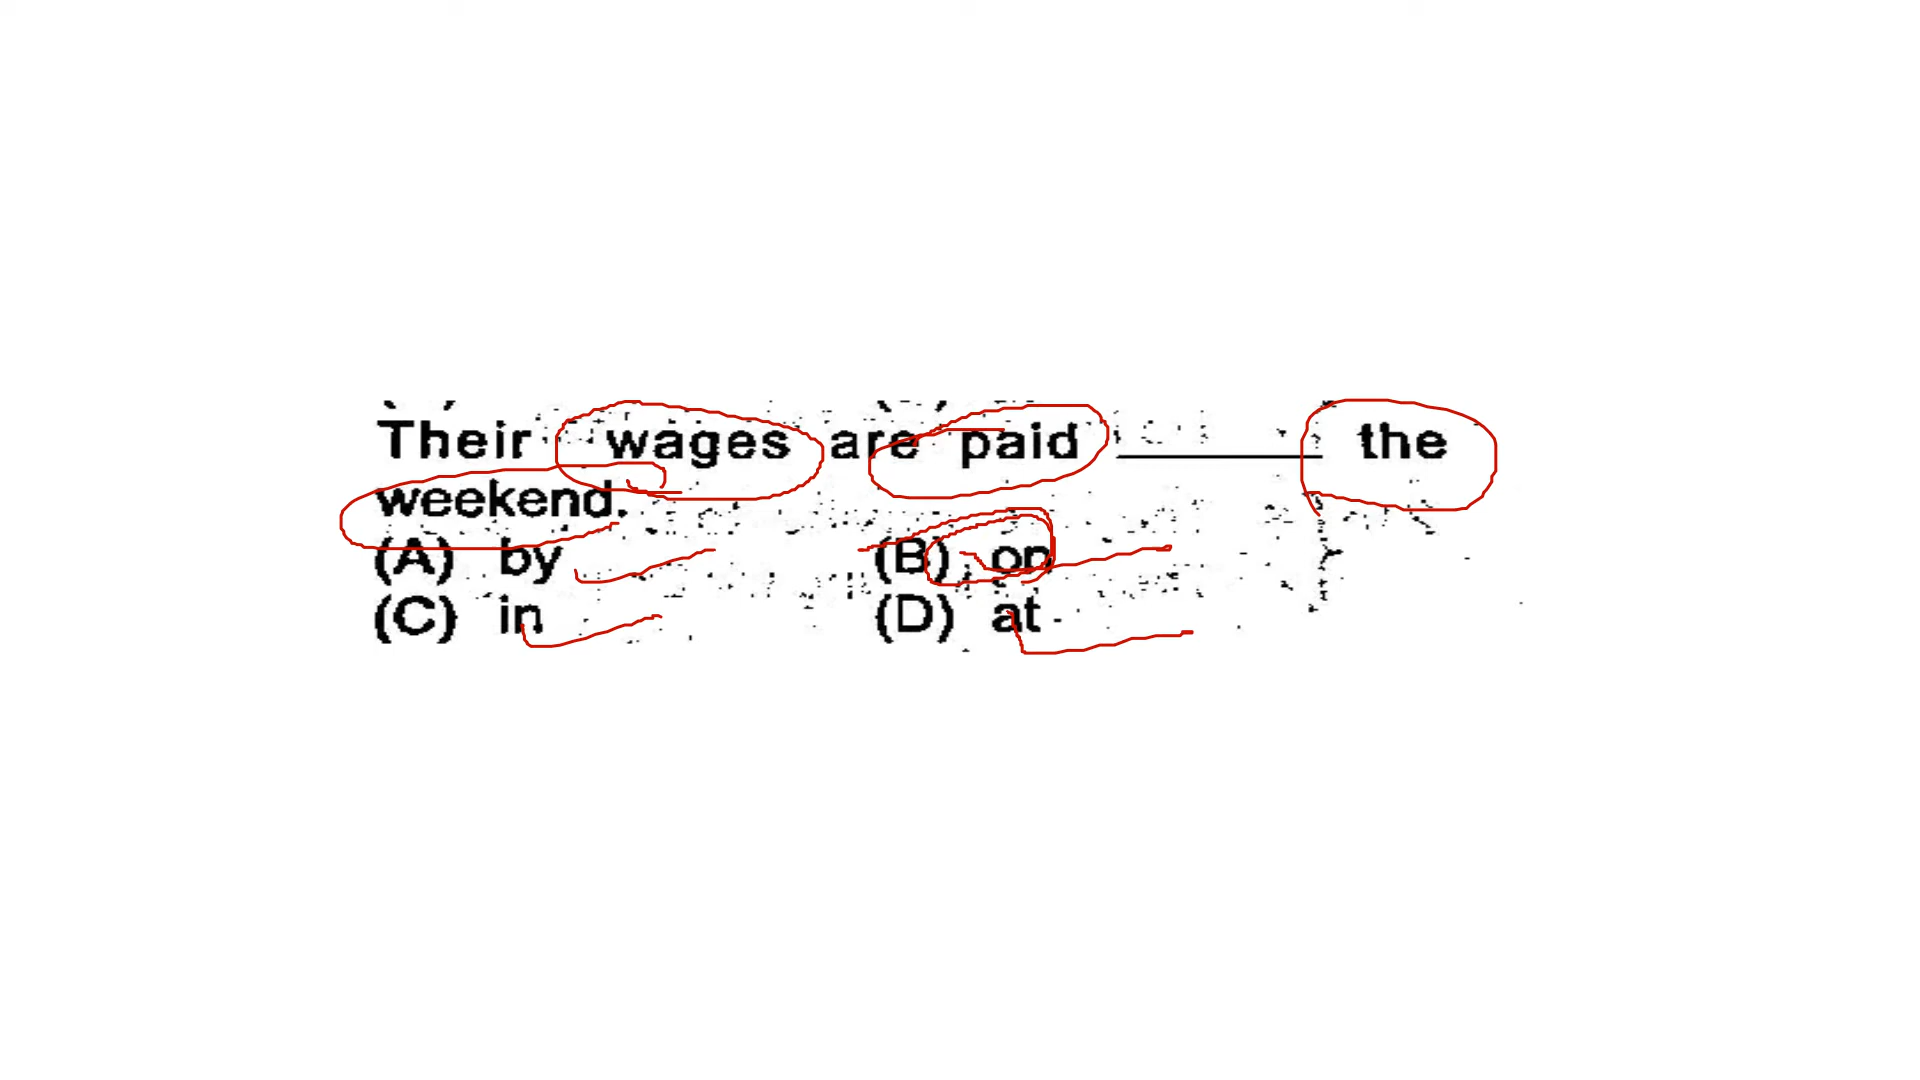 Their wages are paid ________ the
weekend.
(A) by (B) on
(C) in (D) at